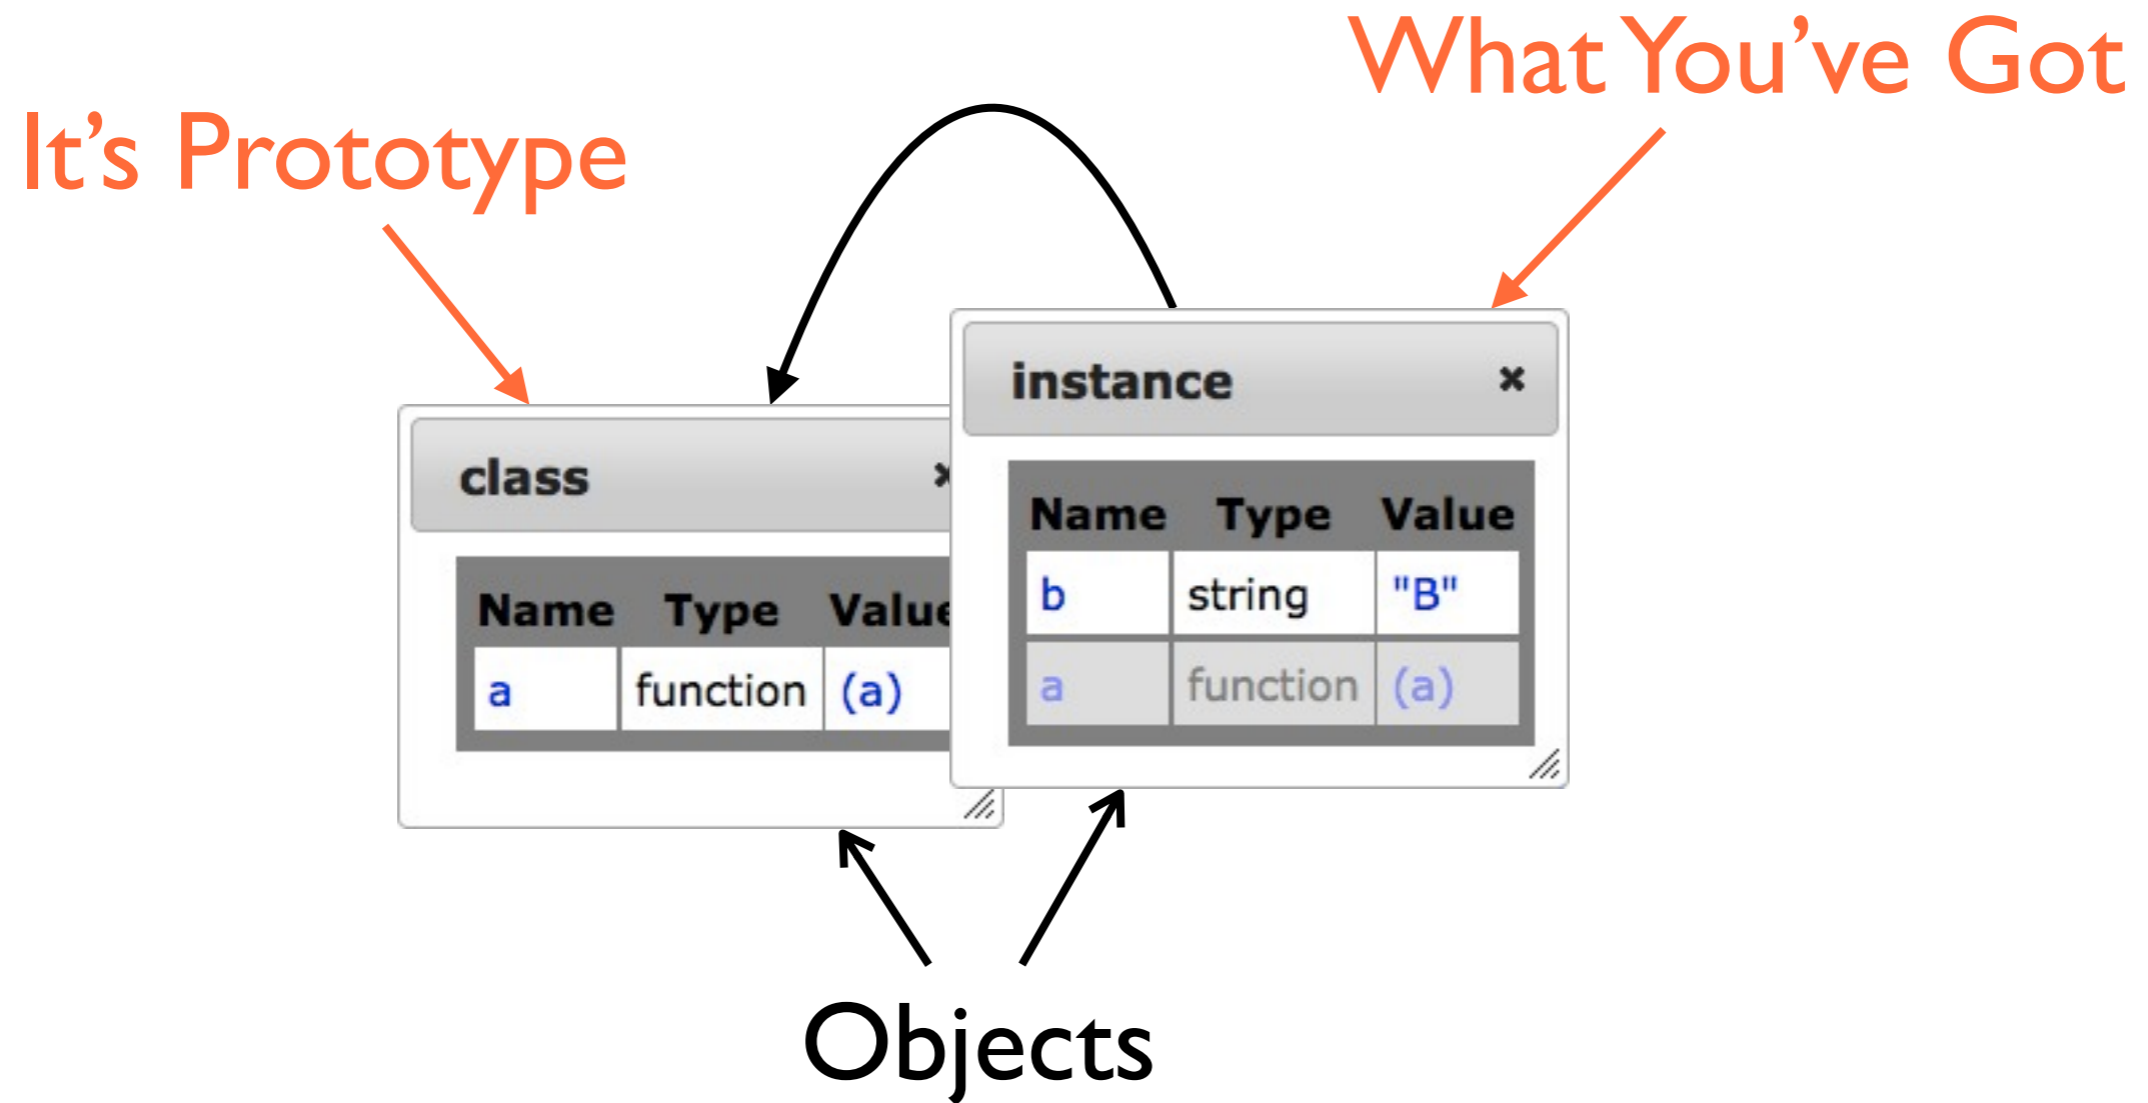 What You've Got
It's Prototype
class
Name Type Value
a function (a)
instance
Name Type Value
b string "B"
a function (a)
Objects